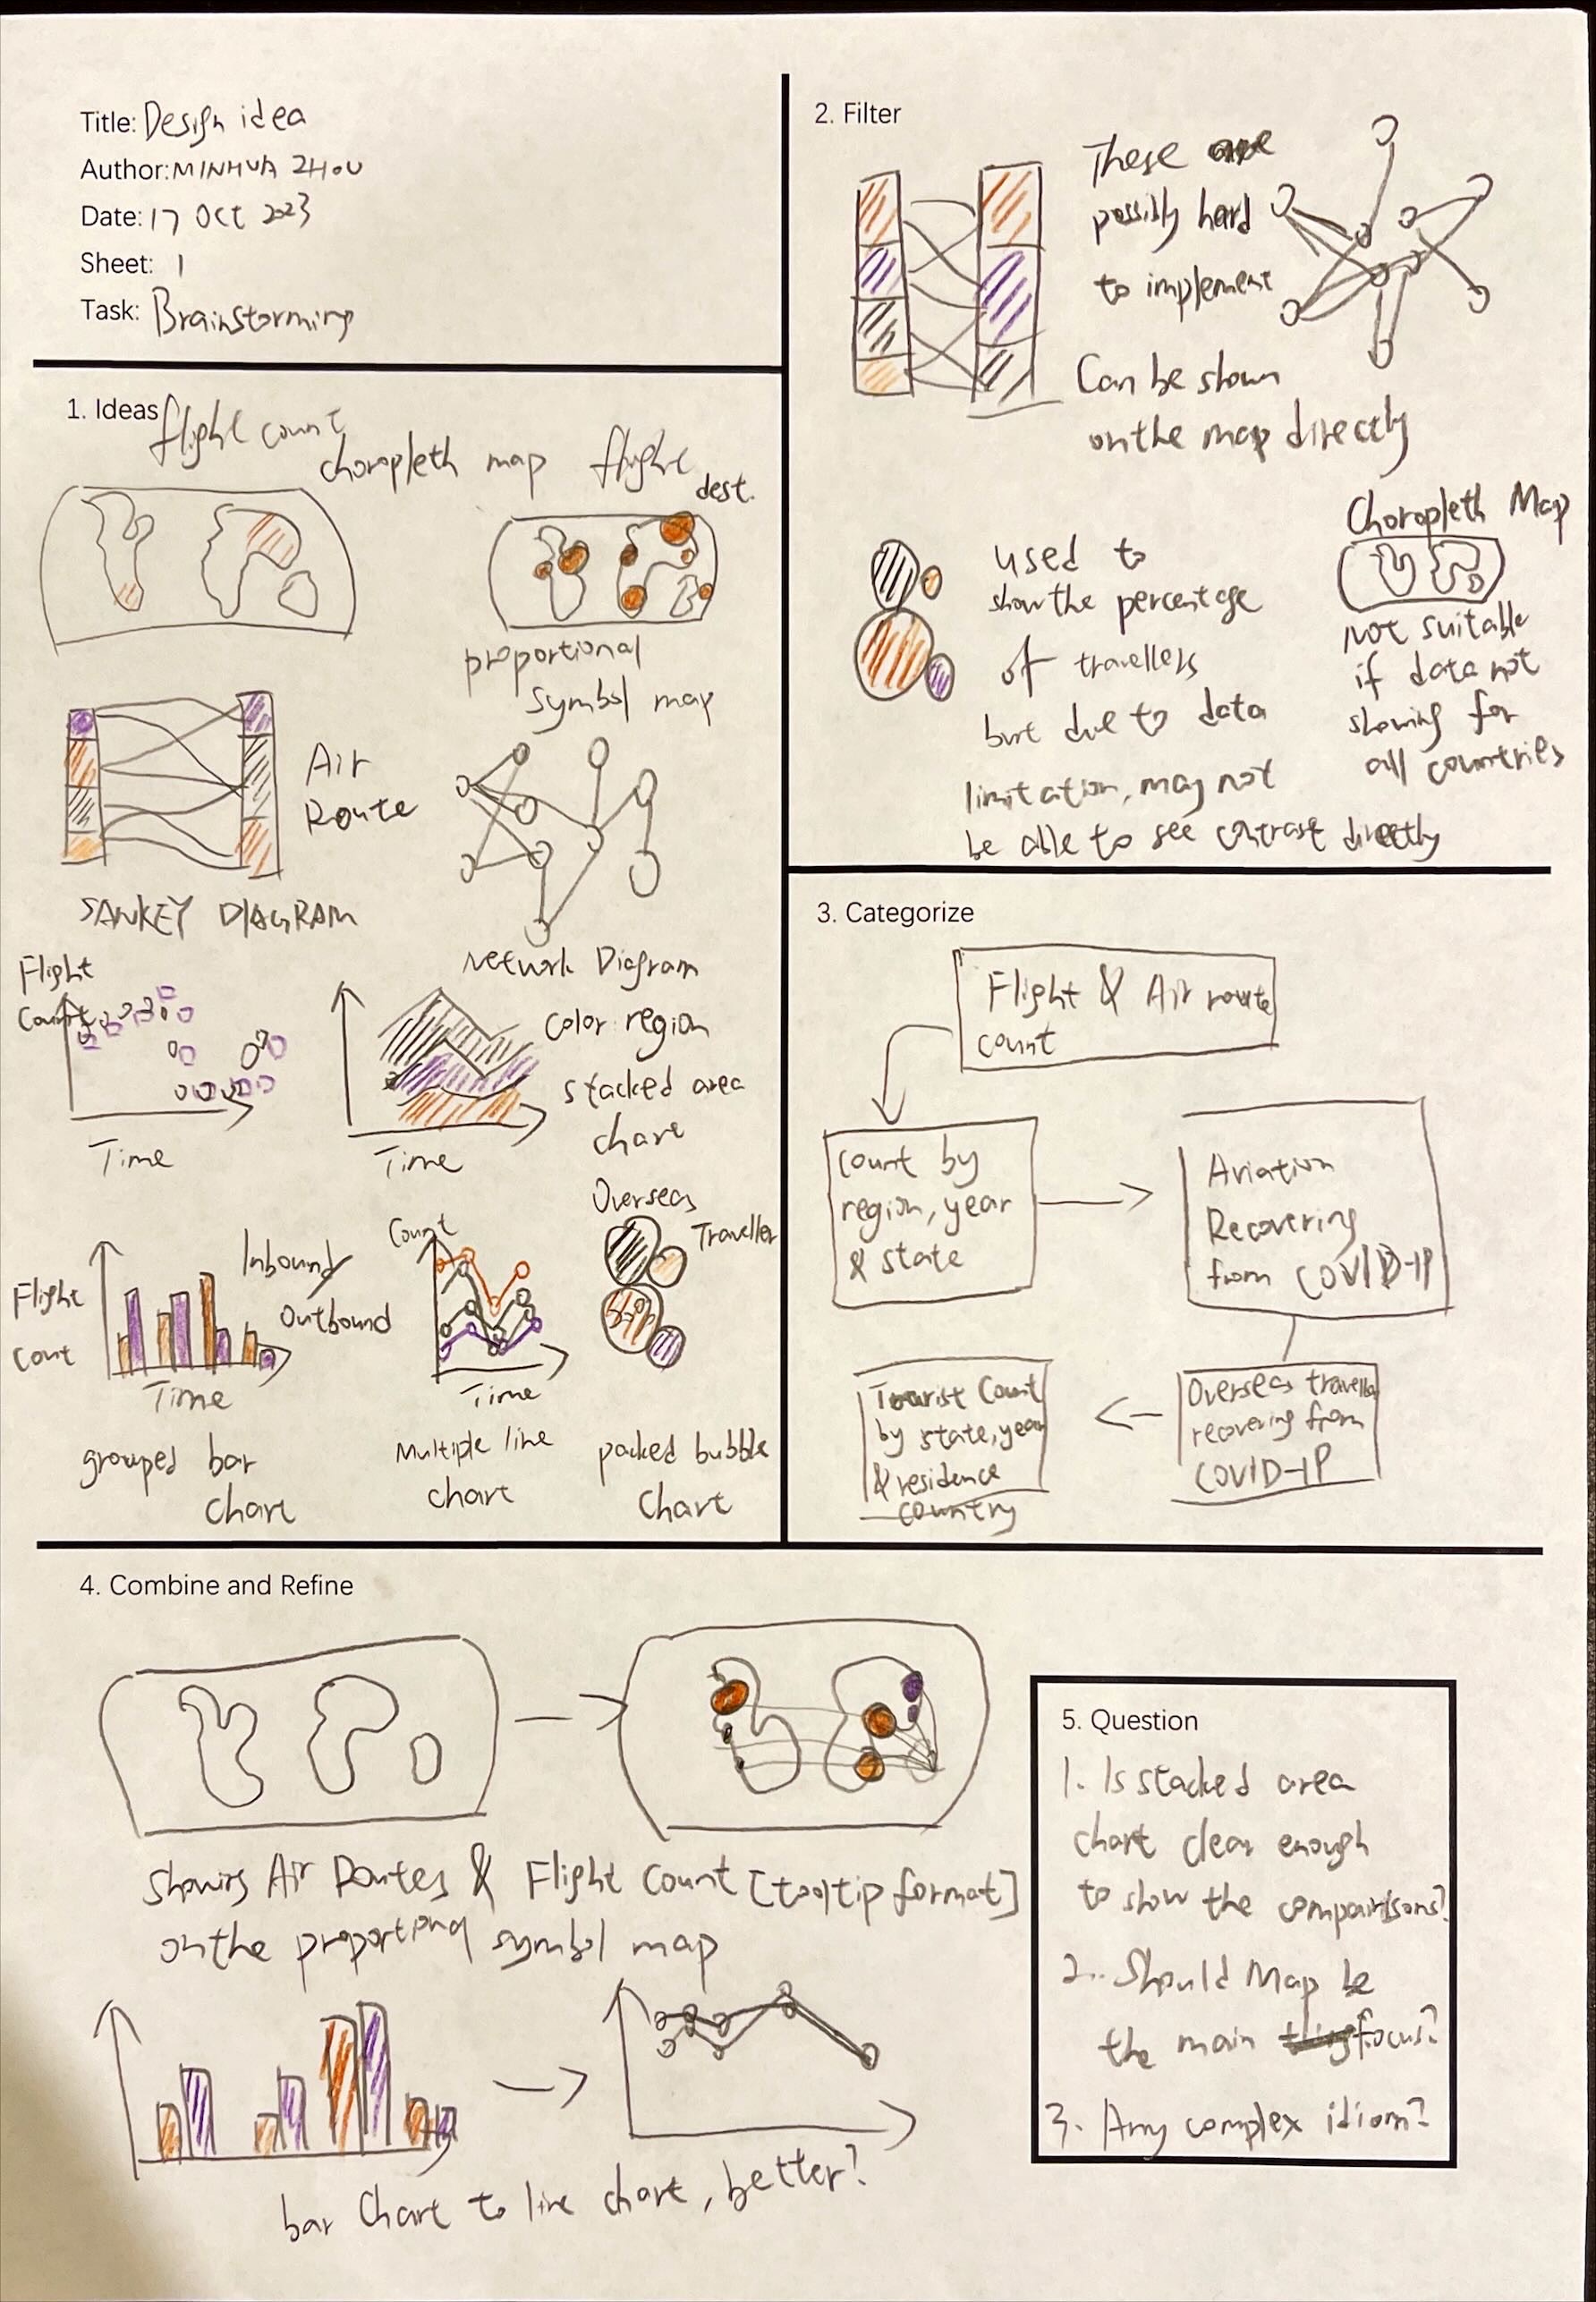 Title: Design idea
Author: MINHUA ZHOU
Date: 17 Oct 2023
Sheet: 1
Task: Brainstorming
1. Ideas
flight count
choropleth map
flight
dest.
proportional
symbol map
Air
Route
SANKEY DIAGRAM
Network Diagram
Flight
Count
Time
color region
stacked area
chart
Time
Flight
Cont
Inbound/
Outbound
Time
grouped bar
chart
Count
Time
Multiple line
chart
Overseas
Traveller
packed bubble
chart
2. Filter
These are
possibly hard
to implement
Can be shown
on the map directly
used to
show the percentage
of travellers
but due to data
limitation, may not
be able to see contrast directly
Choropleth Map
not suitable
if data not
showing for
all countries
3. Categorize
Flight & Air route
count
count by
region, year
& state
Aviation
Recovering
from COVID-19
Overseas traveller
recovering from
COVID-19
Tourist Count
by state, year
& residence
country
4. Combine and Refine
Shows Air Routes & Flight Count [tooltip format]
on the proportional symbol map
bar Chart to line chart, better?
5. Question
1. Is stacked area
chart clear enough
to show the comparisons?
2. Should Map be
the main focus?
3. Any complex idiom?